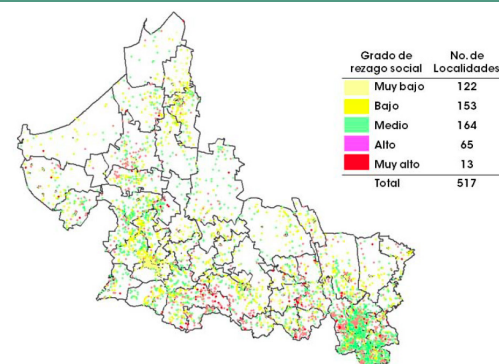 Grado de rezago social No. de Localidades
Muy bajo 122
Bajo 153
Medio 164
Alto 65
Muy alto 13
Total 517